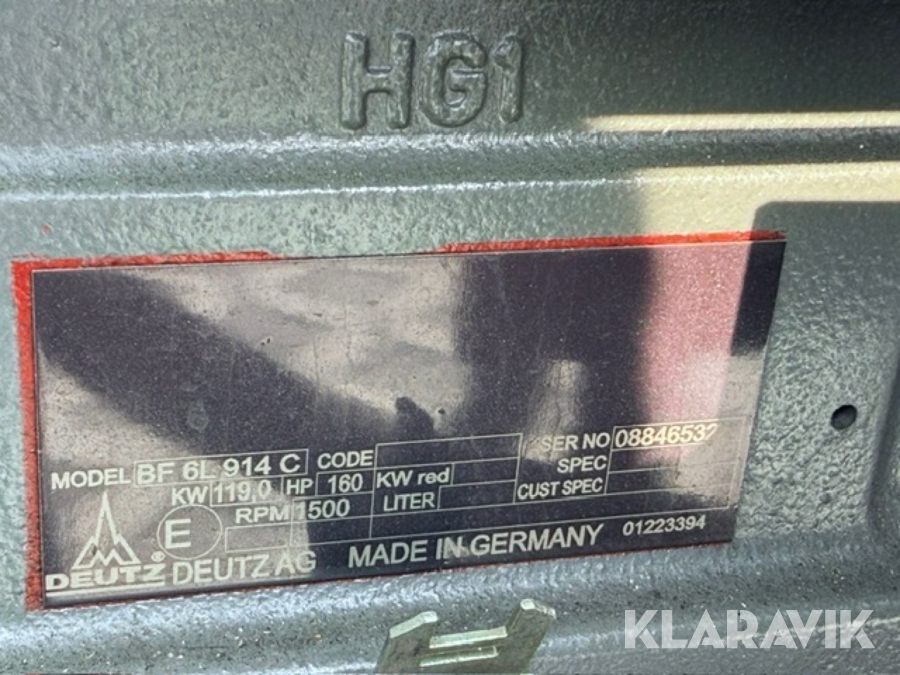 HG1
MODEL BF 6L 914 C CODE SER NO 08846532
KW 119,0 HP 160 KW red SPEC
E RPM 1500 LITER CUST SPEC
DEUTZ® DEUTZ AG MADE IN GERMANY 01223394
KLARAVIK